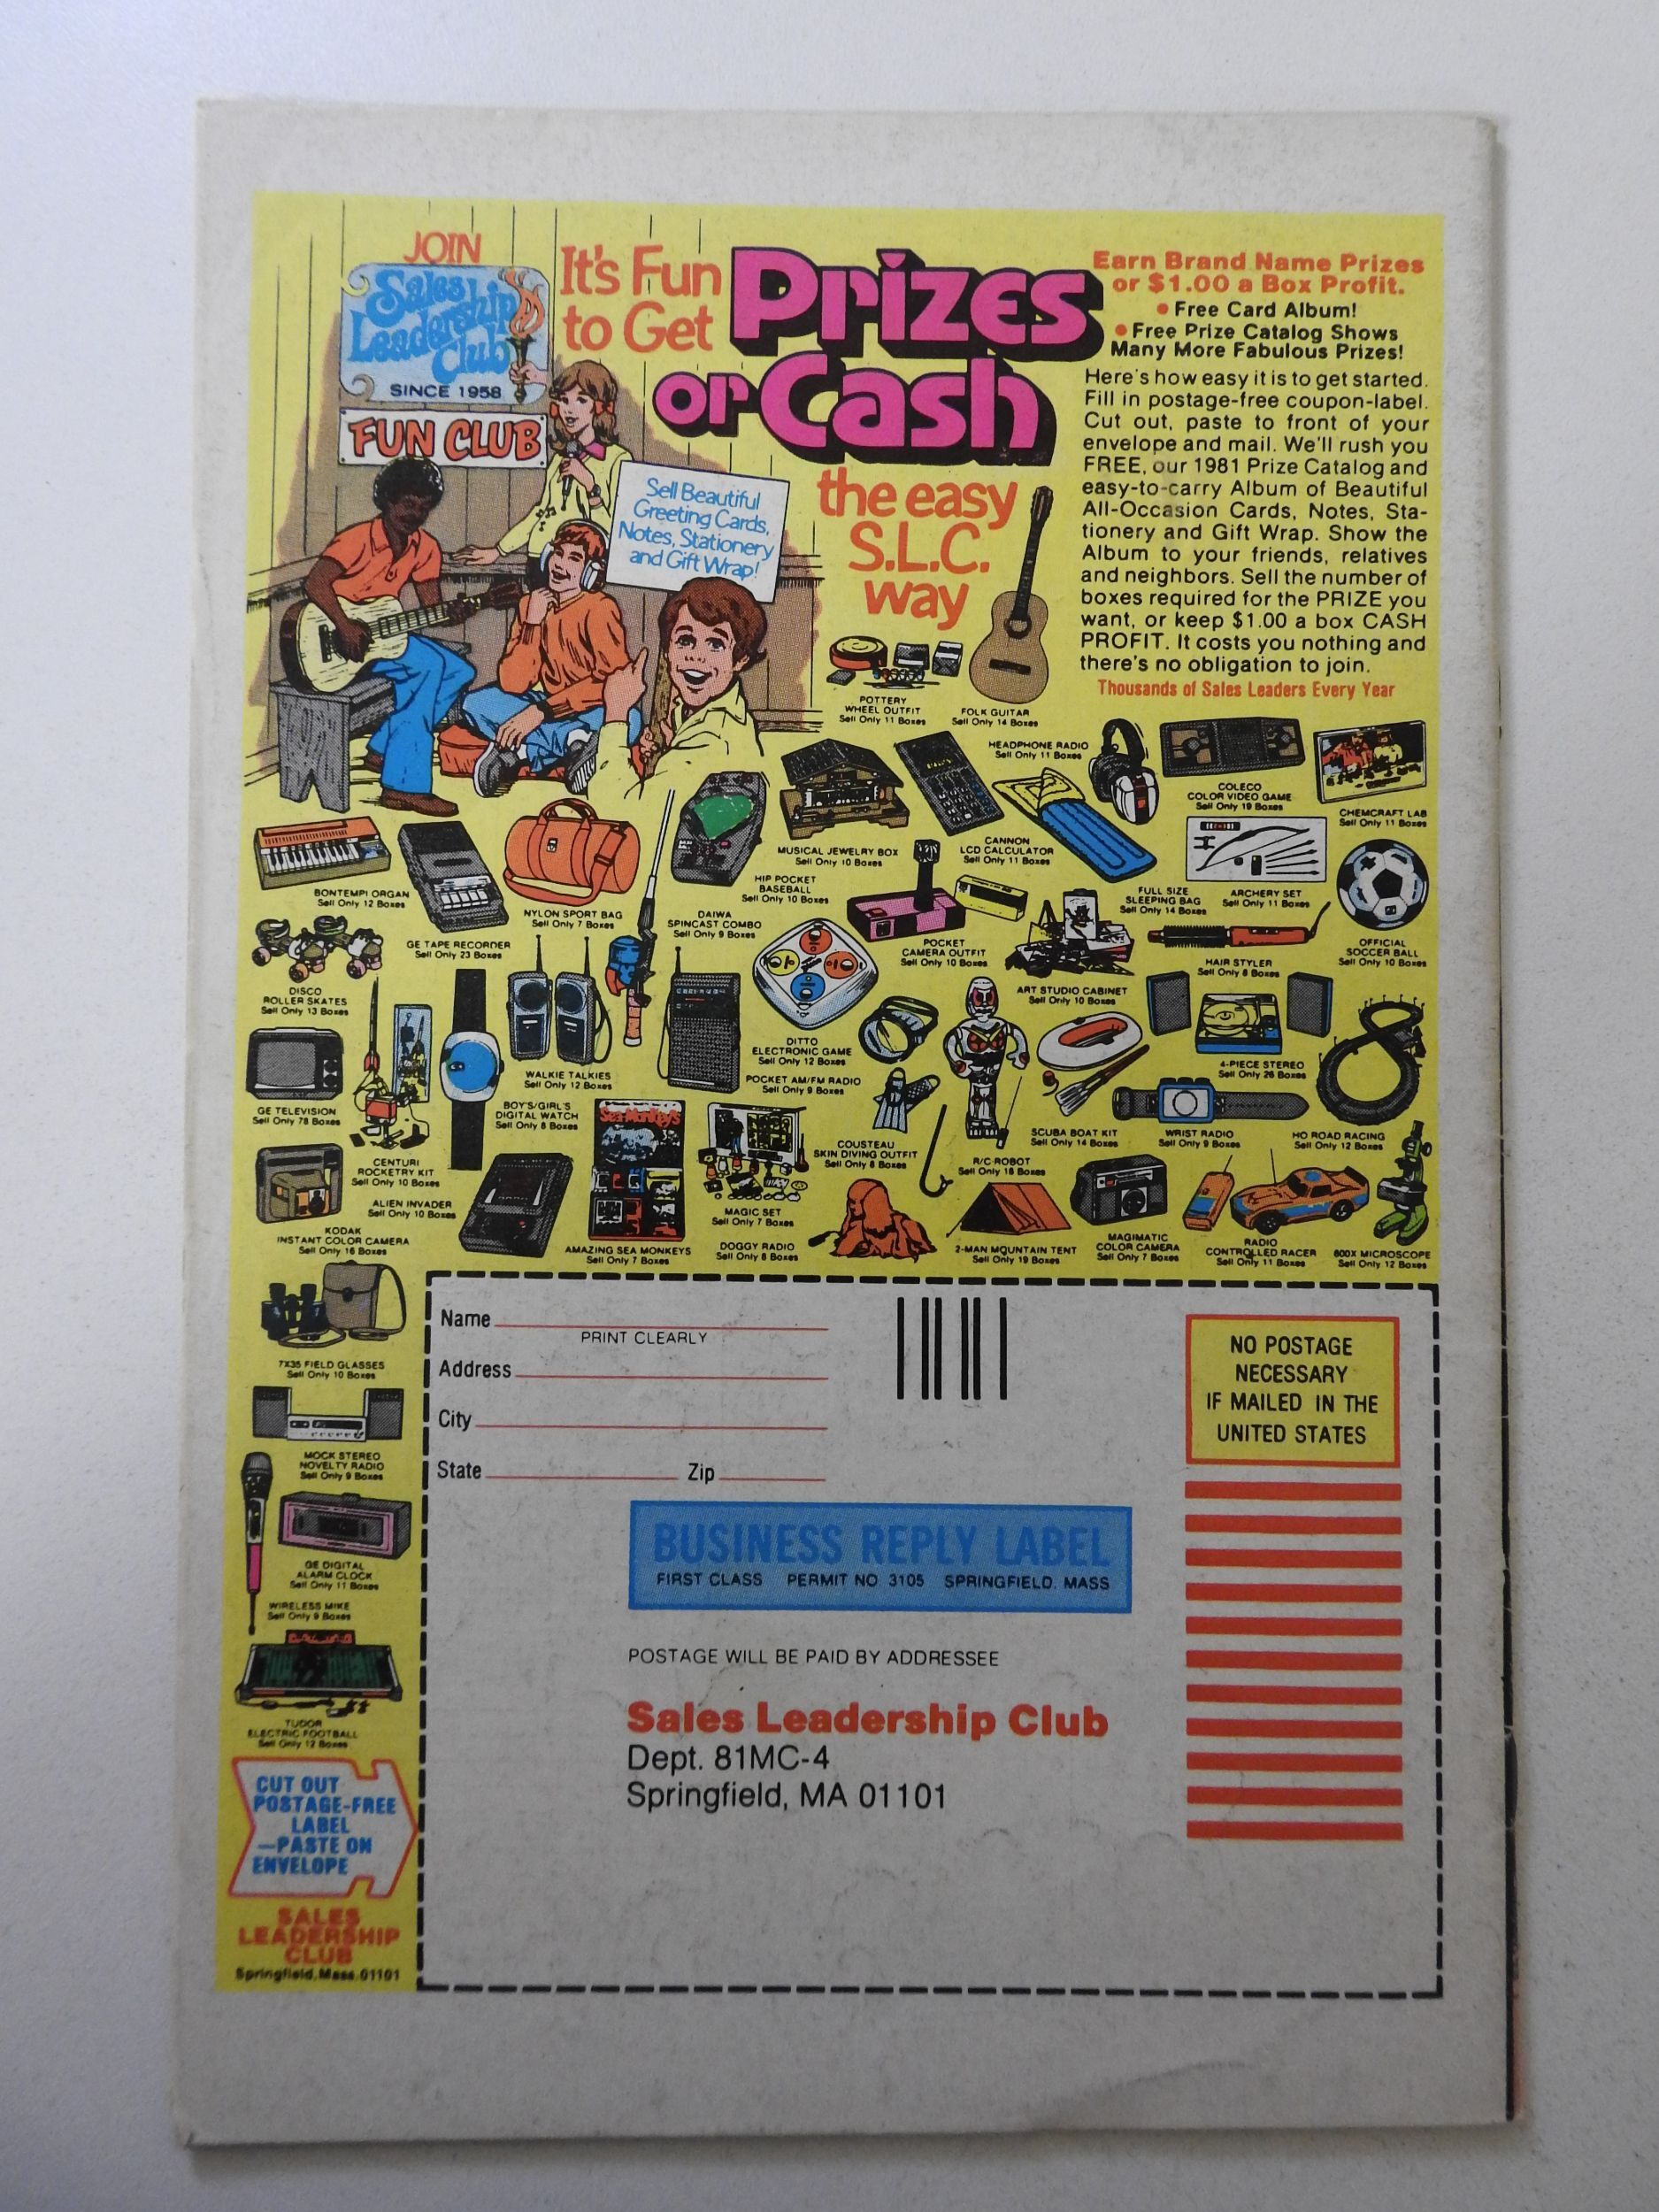 JOIN
Sales
Leadership
Club
SINCE 1958
FUN CLUB
It's Fun
to Get
Prizes
or Cash
the easy
S.L.C.
way
Sell Beautiful
Greeting Cards,
Notes, Stationery
and Gift Wrap!
Earn Brand Name Prizes
or $1.00 a Box Profit.
• Free Card Album!
• Free Prize Catalog Shows
Many More Fabulous Prizes!
Here's how easy it is to get started.
Fill in postage-free coupon-label.
Cut out, paste to front of your
envelope and mail. We'll rush you
FREE, our 1981 Prize Catalog and
easy-to-carry Album of Beautiful
All-Occasion Cards, Notes, Sta-
tionery and Gift Wrap. Show the
Album to your friends, relatives
and neighbors. Sell the number of
boxes required for the PRIZE you
want, or keep $1.00 a box CASH
PROFIT. It costs you nothing and
there's no obligation to join.
Thousands of Sales Leaders Every Year
POTTERY
WHEEL OUTFIT
Sell Only 11 Boxes
FOLK GUITAR
Sell Only 14 Boxes
HEADPHONE RADIO
Sell Only 11 Boxes
COLECO
COLOR VIDEO GAME
Sell Only 19 Boxes
CHEMCRAFT LAB
Sell Only 11 Boxes
MUSICAL JEWELRY BOX
Sell Only 10 Boxes
CANNON
LCD CALCULATOR
Sell Only 11 Boxes
BONTEMPI ORGAN
Sell Only 12 Boxes
NYLON SPORT BAG
Sell Only 7 Boxes
HIP POCKET
BASEBALL
Sell Only 10 Boxes
FULL SIZE
SLEEPING BAG
Sell Only 14 Boxes
ARCHERY SET
Sell Only 11 Boxes
GE TAPE RECORDER
Sell Only 23 Boxes
DAIWA
SPINCAST COMBO
Sell Only 9 Boxes
POCKET
CAMERA OUTFIT
Sell Only 10 Boxes
HAIR STYLER
Sell Only 8 Boxes
OFFICIAL
SOCCER BALL
Sell Only 10 Boxes
DISCO
ROLLER SKATES
Sell Only 13 Boxes
ART STUDIO CABINET
Sell Only 10 Boxes
WALKIE TALKIES
Sell Only 12 Boxes
DITTO
ELECTRONIC GAME
Sell Only 12 Boxes
4-PIECE STEREO
Sell Only 26 Boxes
POCKET AM/FM RADIO
Sell Only 9 Boxes
GE TELEVISION
Sell Only 78 Boxes
BOY'S/GIRL'S
DIGITAL WATCH
Sell Only 8 Boxes
Sea-Monkeys
COUSTEAU
SKIN DIVING OUTFIT
Sell Only 8 Boxes
SCUBA BOAT KIT
Sell Only 14 Boxes
WRIST RADIO
Sell Only 9 Boxes
HO ROAD RACING
Sell Only 12 Boxes
CENTURI
ROCKETRY KIT
Sell Only 10 Boxes
R/C ROBOT
Sell Only 16 Boxes
ALIEN INVADER
Sell Only 10 Boxes
MAGIC SET
Sell Only 7 Boxes
KODAK
INSTANT COLOR CAMERA
Sell Only 16 Boxes
AMAZING SEA MONKEYS
Sell Only 7 Boxes
DOGGY RADIO
Sell Only 8 Boxes
2-MAN MOUNTAIN TENT
Sell Only 19 Boxes
MAGIMATIC
COLOR CAMERA
Sell Only 7 Boxes
RADIO
CONTROLLED RACER
Sell Only 11 Boxes
600X MICROSCOPE
Sell Only 12 Boxes
7X35 FIELD GLASSES
Sell Only 10 Boxes
MOCK STEREO
NOVELTY RADIO
Sell Only 9 Boxes
GE DIGITAL
ALARM CLOCK
Sell Only 11 Boxes
WIRELESS MIKE
Sell Only 9 Boxes
TUDOR
ELECTRIC FOOTBALL
Sell Only 12 Boxes
CUT OUT
POSTAGE-FREE
LABEL
—PASTE ON
ENVELOPE
SALES
LEADERSHIP
CLUB
Springfield, Mass. 01101
Name
PRINT CLEARLY
Address
City
State Zip
NO POSTAGE
NECESSARY
IF MAILED IN THE
UNITED STATES
BUSINESS REPLY LABEL
FIRST CLASS PERMIT NO 3105 SPRINGFIELD. MASS
POSTAGE WILL BE PAID BY ADDRESSEE
Sales Leadership Club
Dept. 81MC-4
Springfield, MA 01101